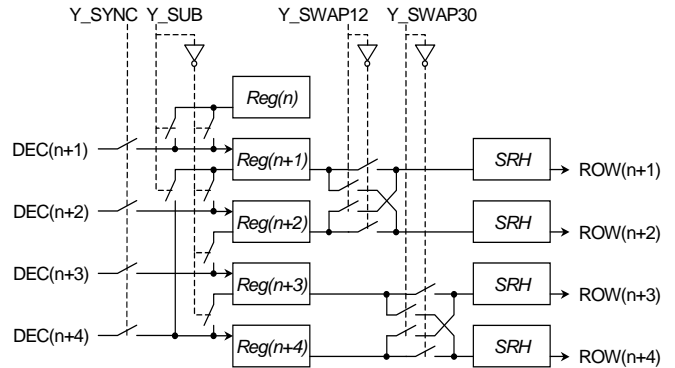 Y_SYNC Y_SUB Y_SWAP12 Y_SWAP30
Reg(n)
DEC(n+1) Reg(n+1) SRH ROW(n+1)
DEC(n+2) Reg(n+2) SRH ROW(n+2)
DEC(n+3) Reg(n+3) SRH ROW(n+3)
DEC(n+4) Reg(n+4) SRH ROW(n+4)